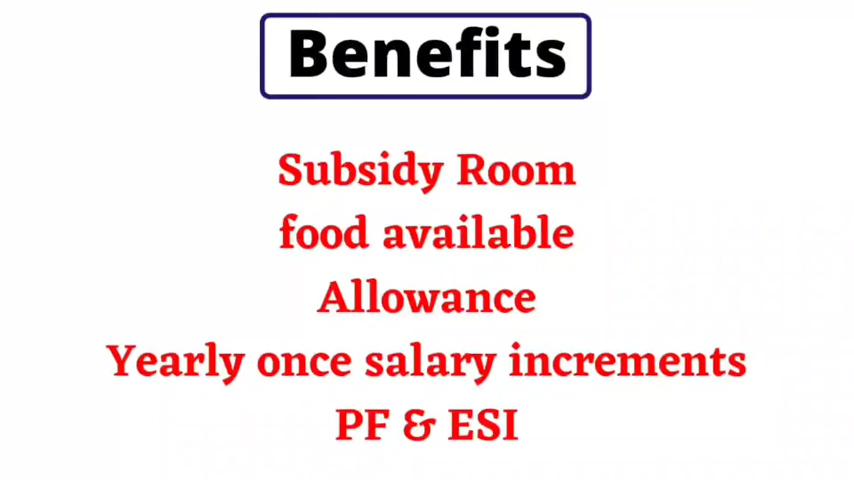 Benefits
Subsidy Room
food available
Allowance
Yearly once salary increments
PF & ESI